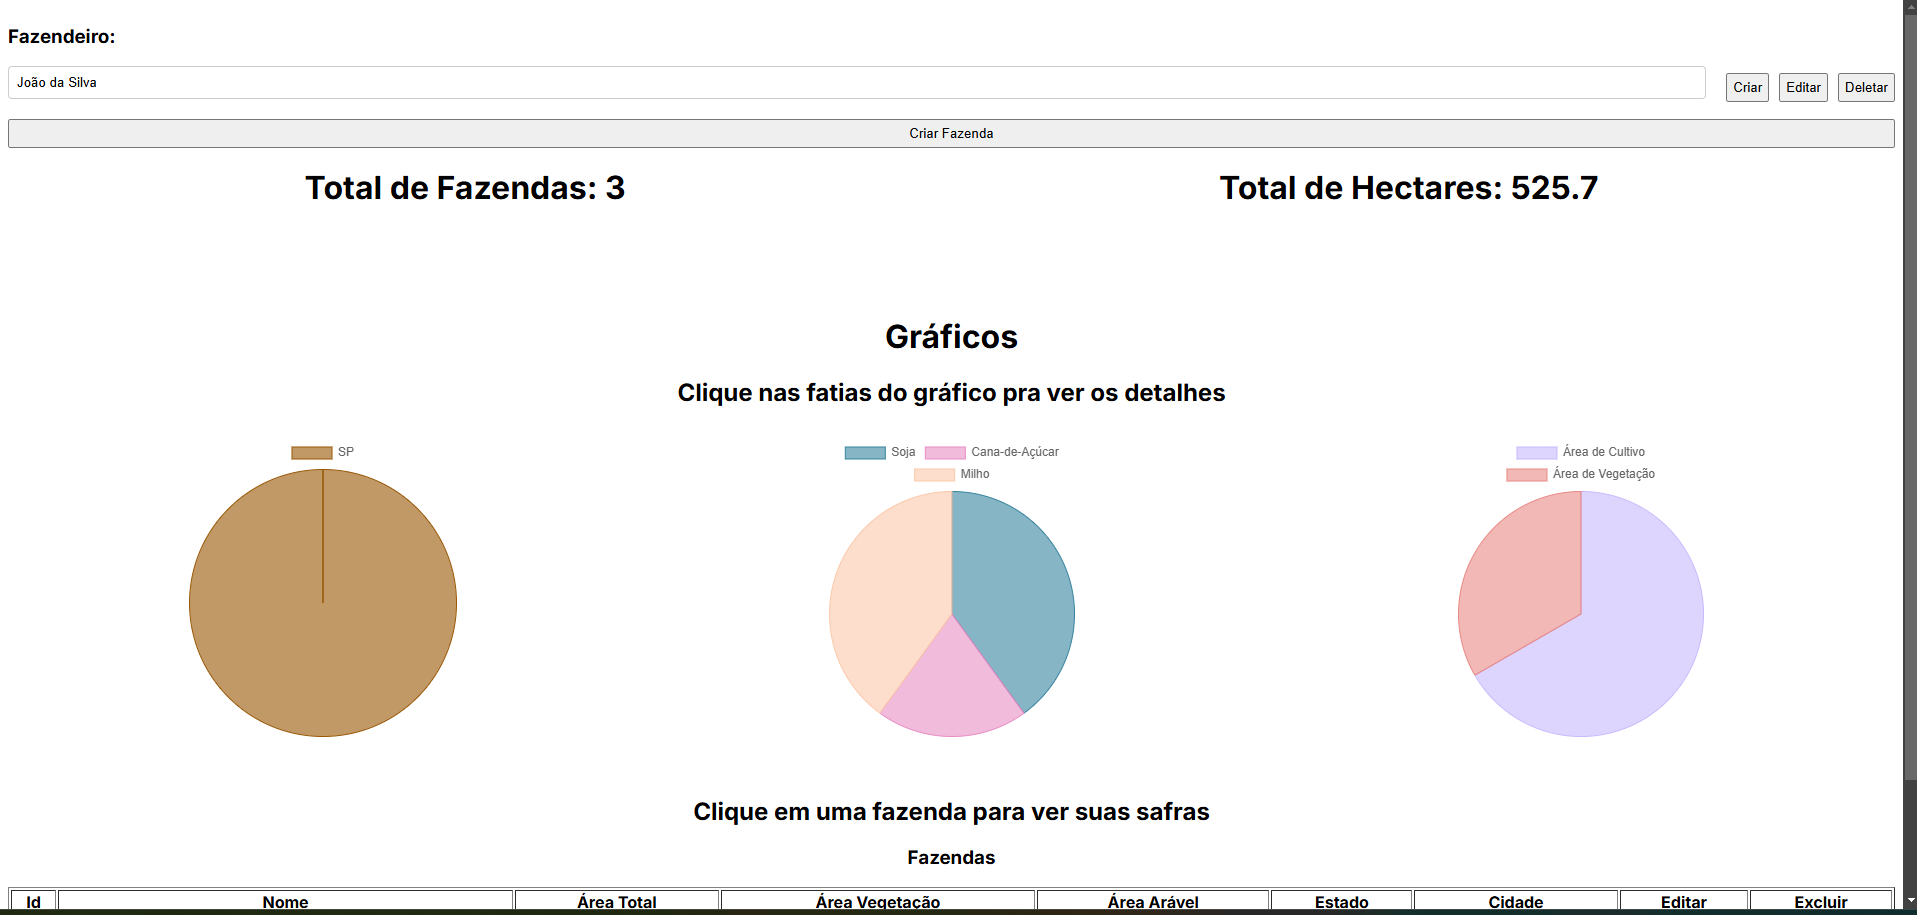 Fazendeiro:
João da Silva
Criar Editar Deletar
Criar Fazenda
Total de Fazendas: 3 Total de Hectares: 525.7
Gráficos
Clique nas fatias do gráfico pra ver os detalhes
SP
Soja Cana-de-Açúcar
Milho
Área de Cultivo
Área de Vegetação
Clique em uma fazenda para ver suas safras
Fazendas
Id Nome Área Total Área Vegetação Área Arável Estado Cidade Editar Excluir